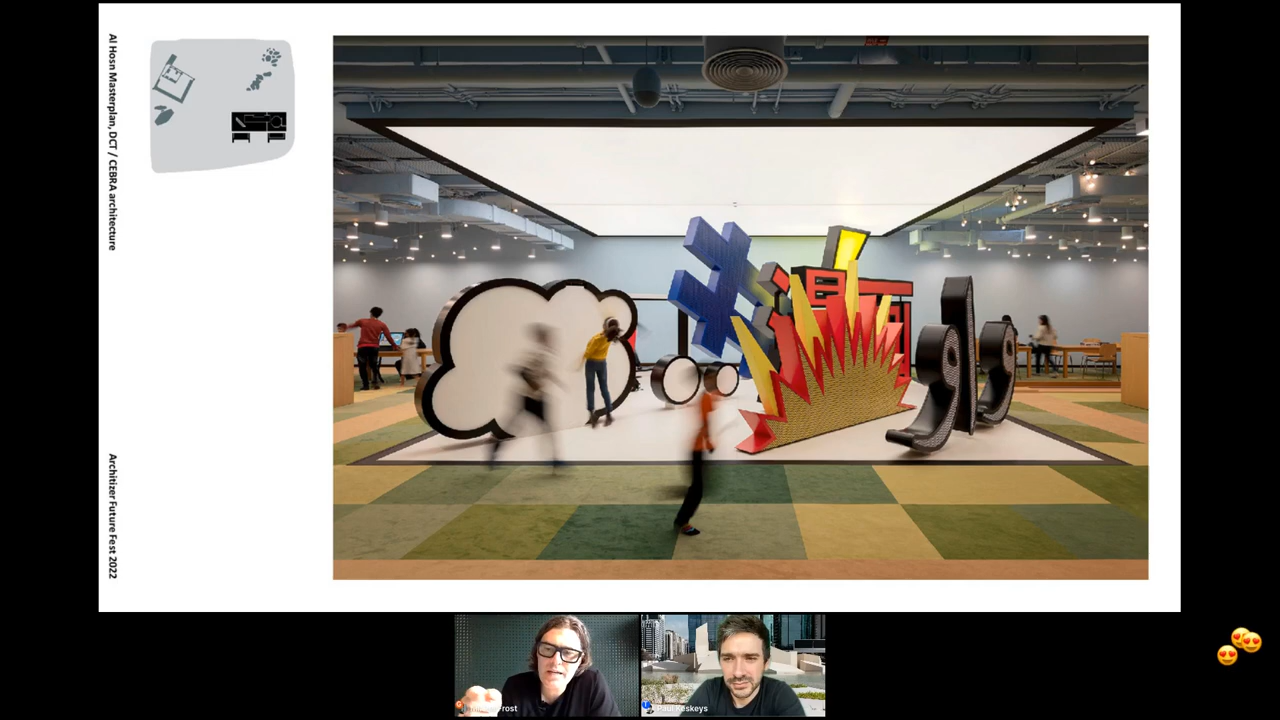 Al Hosn Masterplan, DCT / CEBRA architecture
Architizer Future Fest 2022
Frost
Paul Keskeys